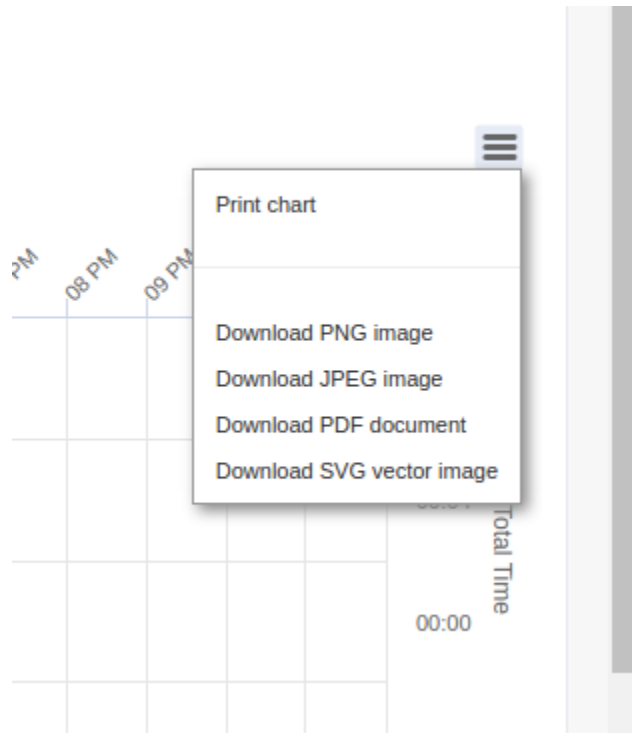 Print chart
PM
08 PM
09 PM
Download PNG image
Download JPEG image
Download PDF document
Download SVG vector image
Total Time
00:00